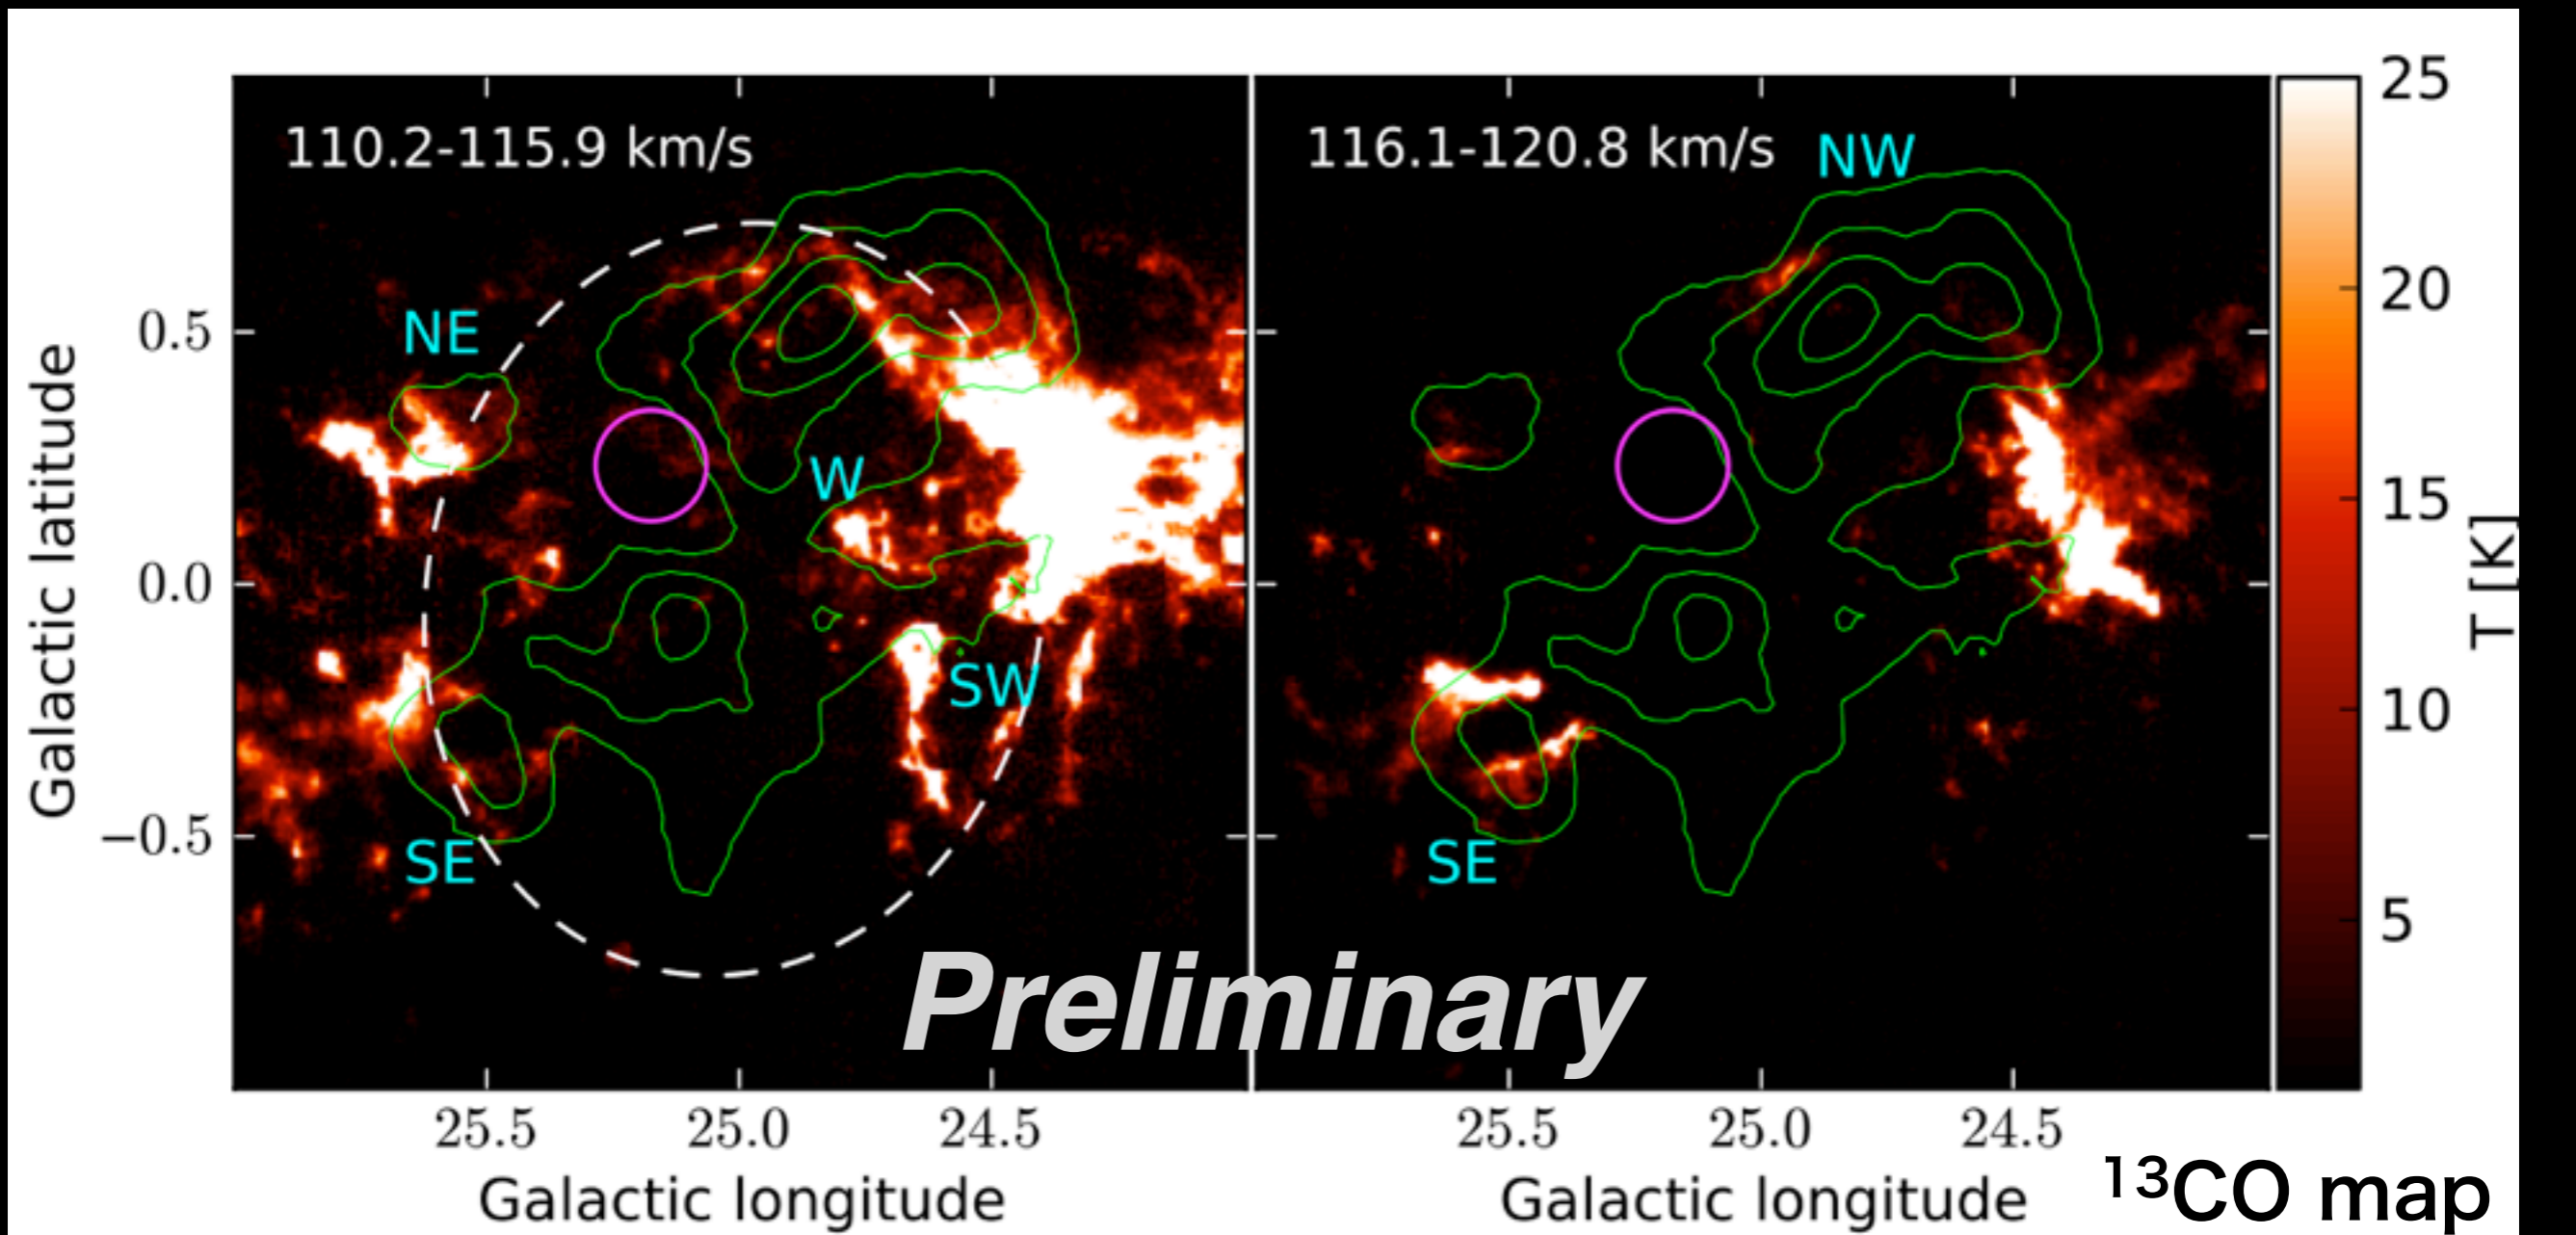 110.2-115.9 km/s
116.1-120.8 km/s
NW
NE
W
SW
SE
SE
Preliminary
Galactic latitude
0.5
0.0
−0.5
25.5
25.0
24.5
Galactic longitude
25.5
25.0
24.5
Galactic longitude
25
20
15
10
5
T [K]
¹³CO map